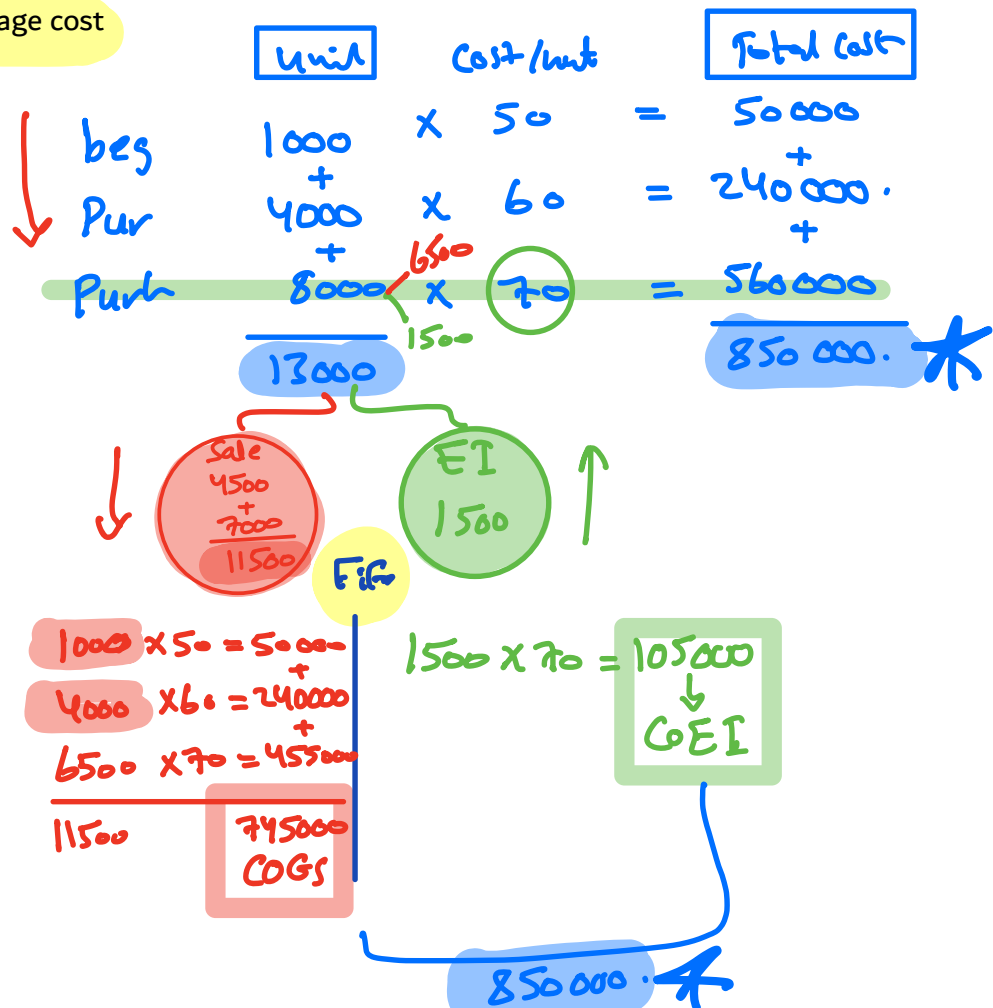 age cost
Unit Cost/unit Total Cost
beg 1000 x 50 = 50000
+ +
Pur 4000 x 60 = 240000.
+ +
6500
Purh 8000 x 70 = 560000
1500
13000 850 000.
Sale
4500
+
7000
11500
EI
1500
Fifo
1000 x 50 = 50000
+
4000 x 60 = 240000
+
6500 x 70 = 455000
11500 745000
COGS
1500 x 70 = 105000
↓
CoEI
850000.